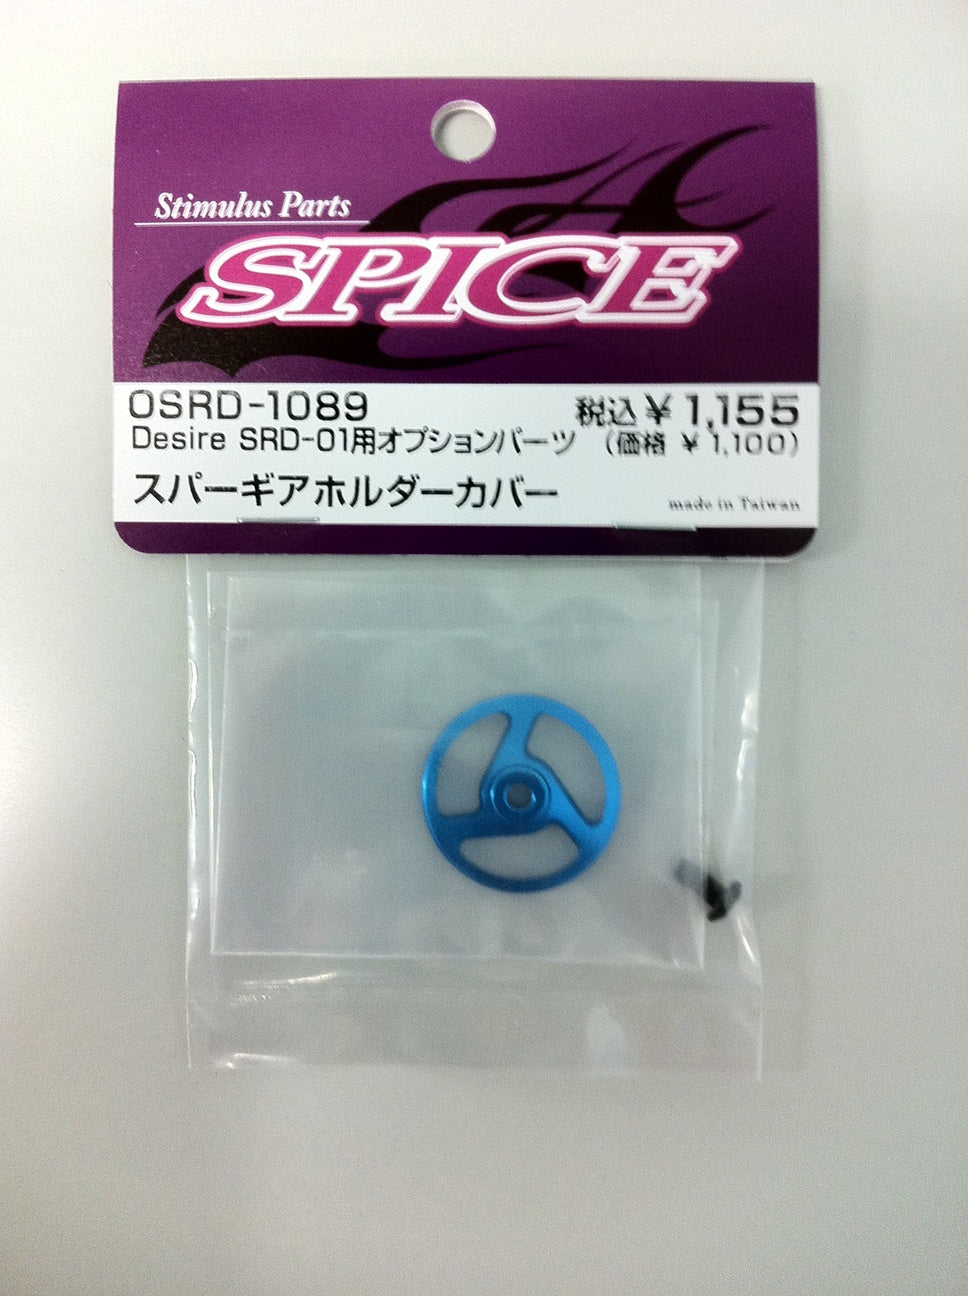 Stimulus Parts
SPICE
OSRD-1089 税込 ¥ 1,155
Desire SRD-01用オプションパーツ (価格 ¥ 1,100)
スパーギアホルダーカバー
made in Taiwan